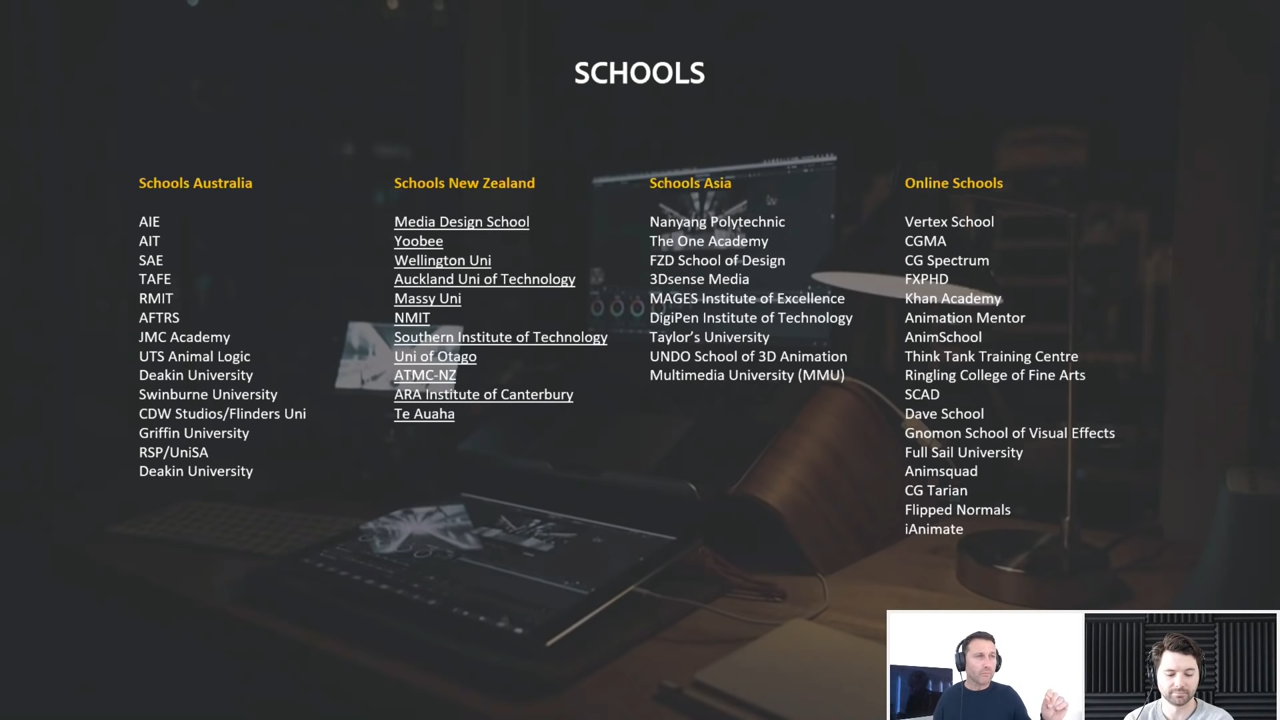 SCHOOLS
Schools Australia
AIE
AIT
SAE
TAFE
RMIT
AFTRS
JMC Academy
UTS Animal Logic
Deakin University
Swinburne University
CDW Studios/Flinders Uni
Griffin University
RSP/UniSA
Deakin University
Schools New Zealand
Media Design School
Yoobee
Wellington Uni
Auckland Uni of Technology
Massy Uni
NMIT
Southern Institute of Technology
Uni of Otago
ATMC-NZ
ARA Institute of Canterbury
Te Auaha
Schools Asia
Nanyang Polytechnic
The One Academy
FZD School of Design
3Dsense Media
MAGES Institute of Excellence
DigiPen Institute of Technology
Taylor’s University
UNDO School of 3D Animation
Multimedia University (MMU)
Online Schools
Vertex School
CGMA
CG Spectrum
FXPHD
Khan Academy
Animation Mentor
AnimSchool
Think Tank Training Centre
Ringling College of Fine Arts
SCAD
Dave School
Gnomon School of Visual Effects
Full Sail University
Animsquad
CG Tarian
Flipped Normals
iAnimate